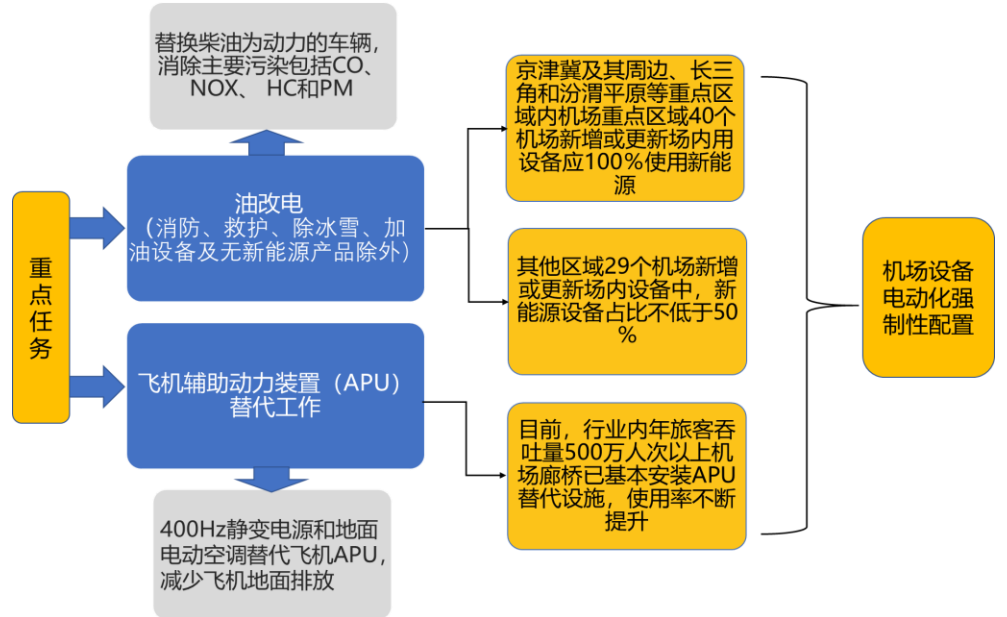 重点任务
替换柴油为动力的车辆，
消除主要污染包括CO、
NOX、 HC和PM
油改电
（消防、救护、除冰雪、加
油设备及无新能源产品除外）
飞机辅助动力装置（APU）
替代工作
400Hz静变电源和地面
电动空调替代飞机APU，
减少飞机地面排放
京津冀及其周边、长三
角和汾渭平原等重点区
域内机场重点区域40个
机场新增或更新场内用
设备应100%使用新能
源
其他区域29个机场新增
或更新场内设备中，新
能源设备占比不低于50
%
目前，行业内年旅客吞
吐量500万人次以上机
场廊桥已基本安装APU
替代设施，使用率不断
提升
机场设备
电动化强
制性配置